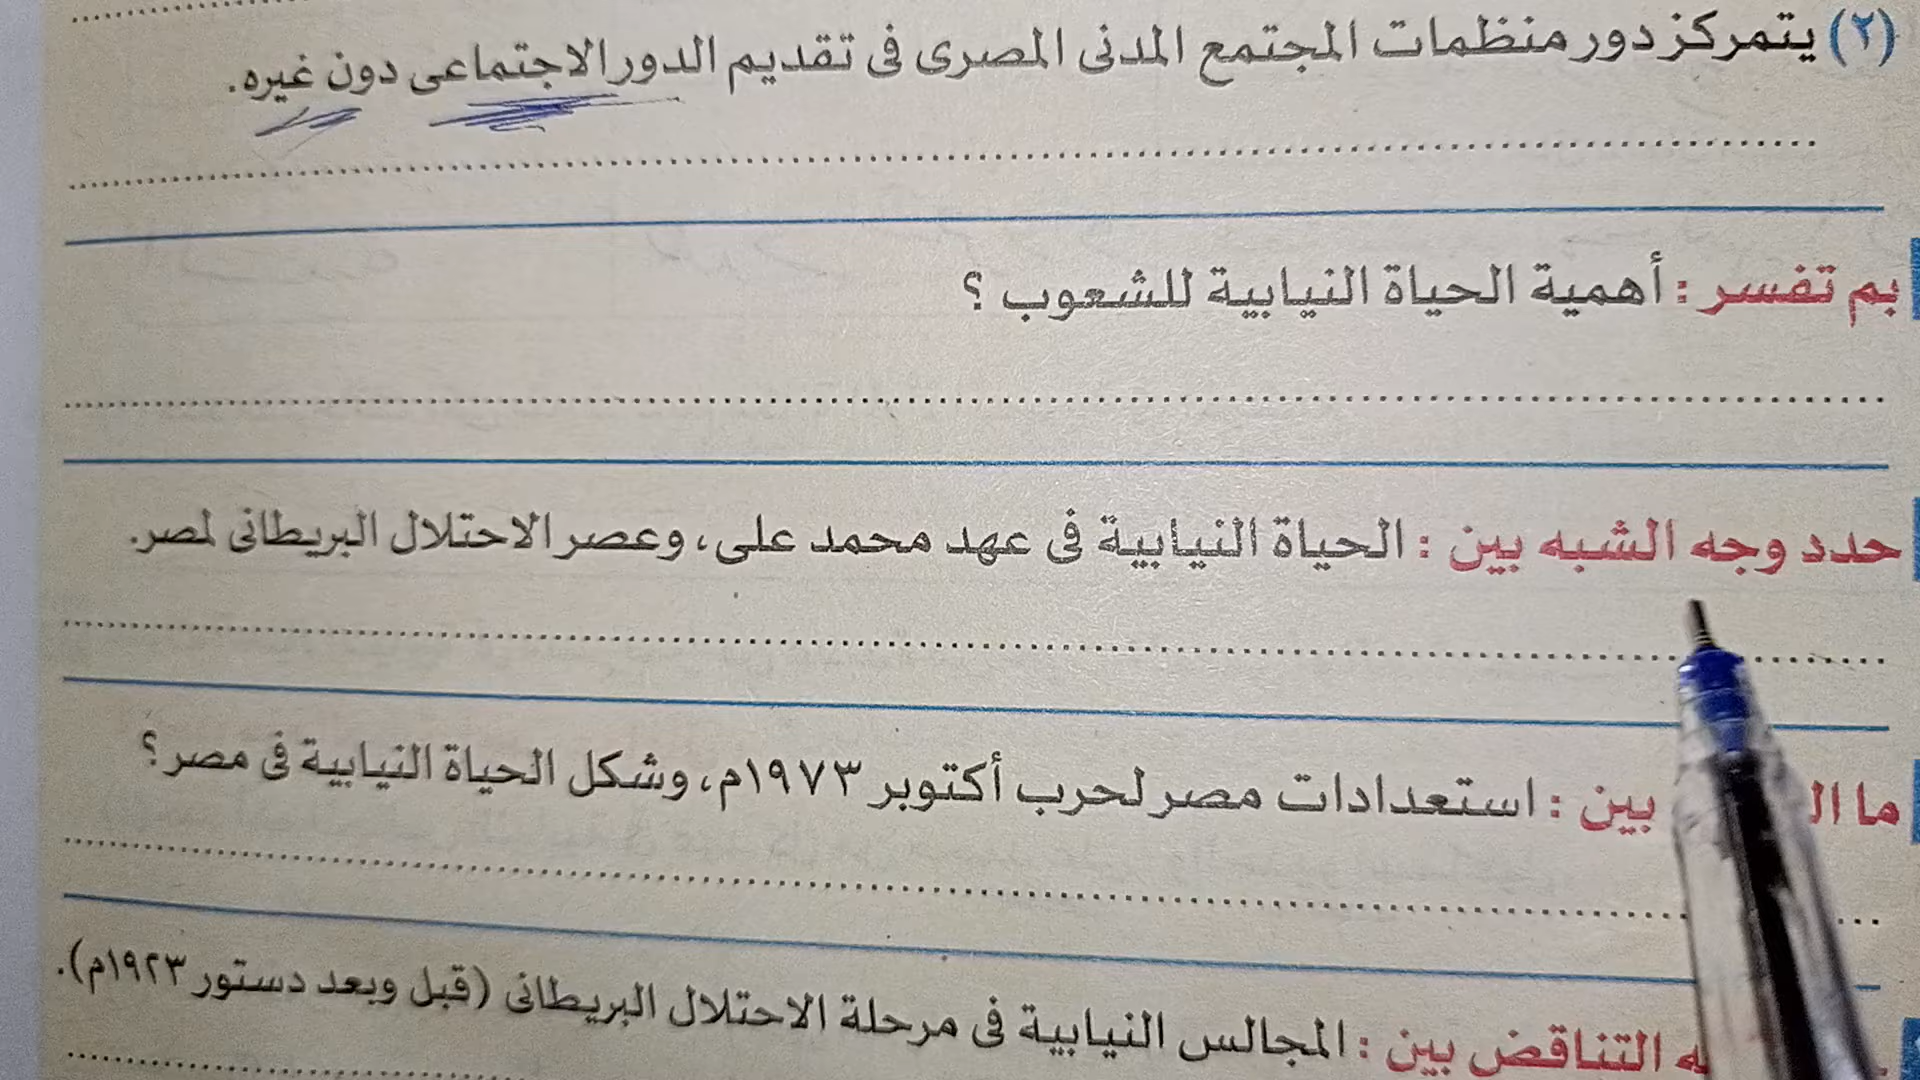 (٢) يتمركز دور منظمات المجتمع المدنى المصرى فى تقديم الدور الاجتماعى دون غيره.
بم تفسر : أهمية الحياة النيابية للشعوب ؟
حدد وجه الشبه بين : الحياة النيابية فى عهد محمد على، وعصر الاحتلال البريطانى لمصر.
ما بين : استعدادات مصر لحرب أكتوبر ١٩٧٣م، وشكل الحياة النيابية فى مصر؟
التناقض بين : المجالس النيابية فى مرحلة الاحتلال البريطانى (قبل وبعد دستور ١٩٢٣م).